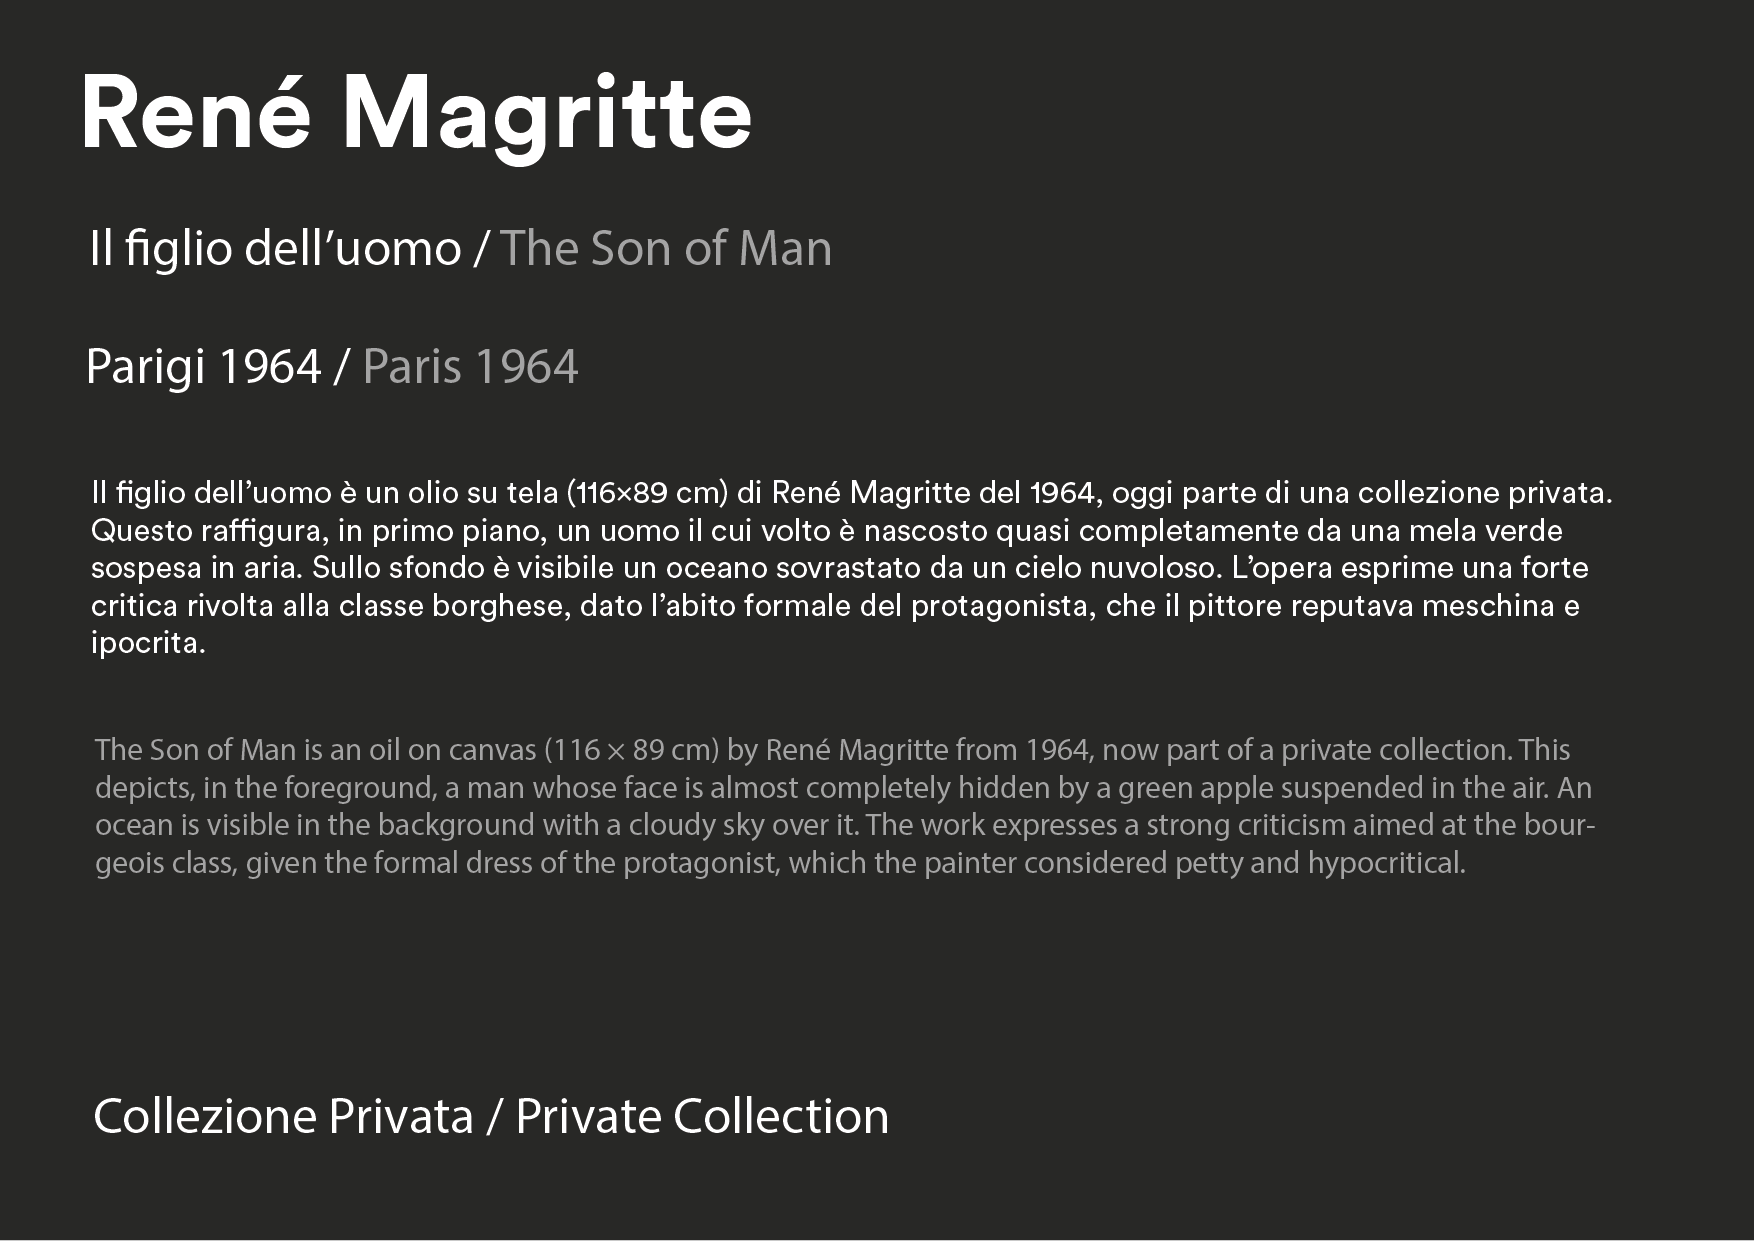 René Magritte
Il figlio dell’uomo / The Son of Man
Parigi 1964 / Paris 1964
Il figlio dell’uomo è un olio su tela (116×89 cm) di René Magritte del 1964, oggi parte di una collezione privata.
Questo raffigura, in primo piano, un uomo il cui volto è nascosto quasi completamente da una mela verde
sospesa in aria. Sullo sfondo è visibile un oceano sovrastato da un cielo nuvoloso. L’opera esprime una forte
critica rivolta alla classe borghese, dato l’abito formale del protagonista, che il pittore reputava meschina e
ipocrita.
The Son of Man is an oil on canvas (116 × 89 cm) by René Magritte from 1964, now part of a private collection. This
depicts, in the foreground, a man whose face is almost completely hidden by a green apple suspended in the air. An
ocean is visible in the background with a cloudy sky over it. The work expresses a strong criticism aimed at the bour-
geois class, given the formal dress of the protagonist, which the painter considered petty and hypocritical.
Collezione Privata / Private Collection